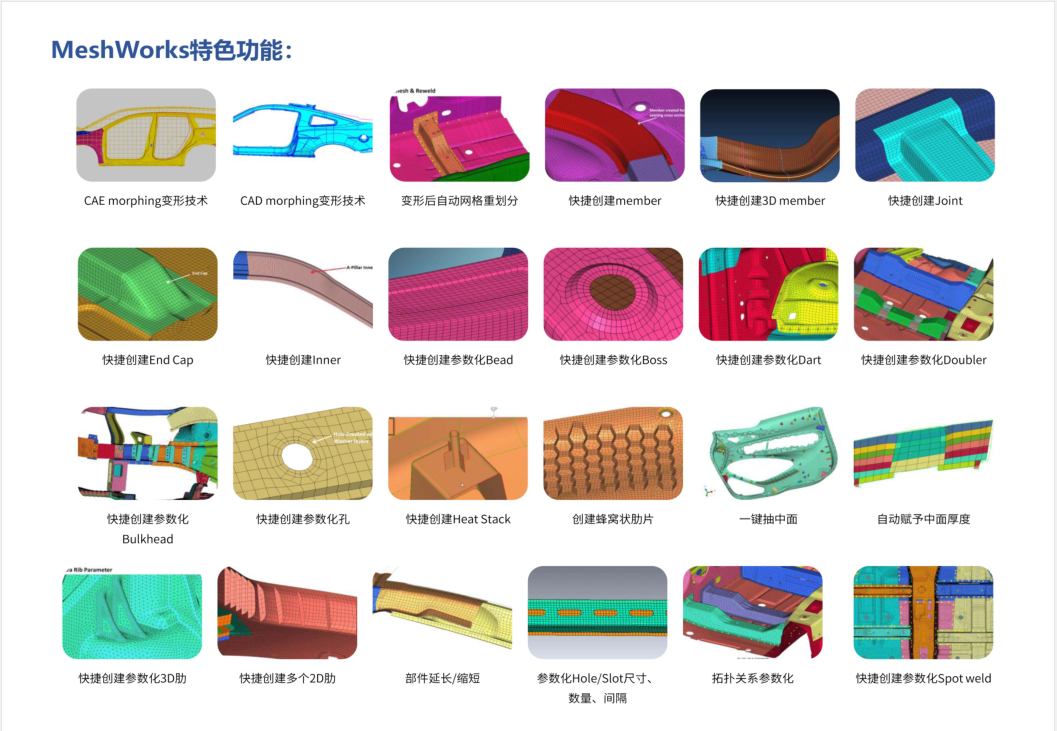 MeshWorks特色功能：
esh & Reweld
CAE morphing变形技术
CAD morphing变形技术
变形后自动网格重划分
快捷创建member
快捷创建3D member
快捷创建Joint
End Cap
快捷创建End Cap
快捷创建Inner
快捷创建参数化Bead
快捷创建参数化Boss
快捷创建参数化Dart
快捷创建参数化Doubler
快捷创建参数化
Bulkhead
快捷创建参数化孔
快捷创建Heat Stack
创建蜂窝状肋片
一键抽中面
自动赋予中面厚度
a Rib Parameter
快捷创建参数化3D肋
快捷创建多个2D肋
部件延长/缩短
参数化Hole/Slot尺寸、
数量、间隔
拓扑关系参数化
快捷创建参数化Spot weld